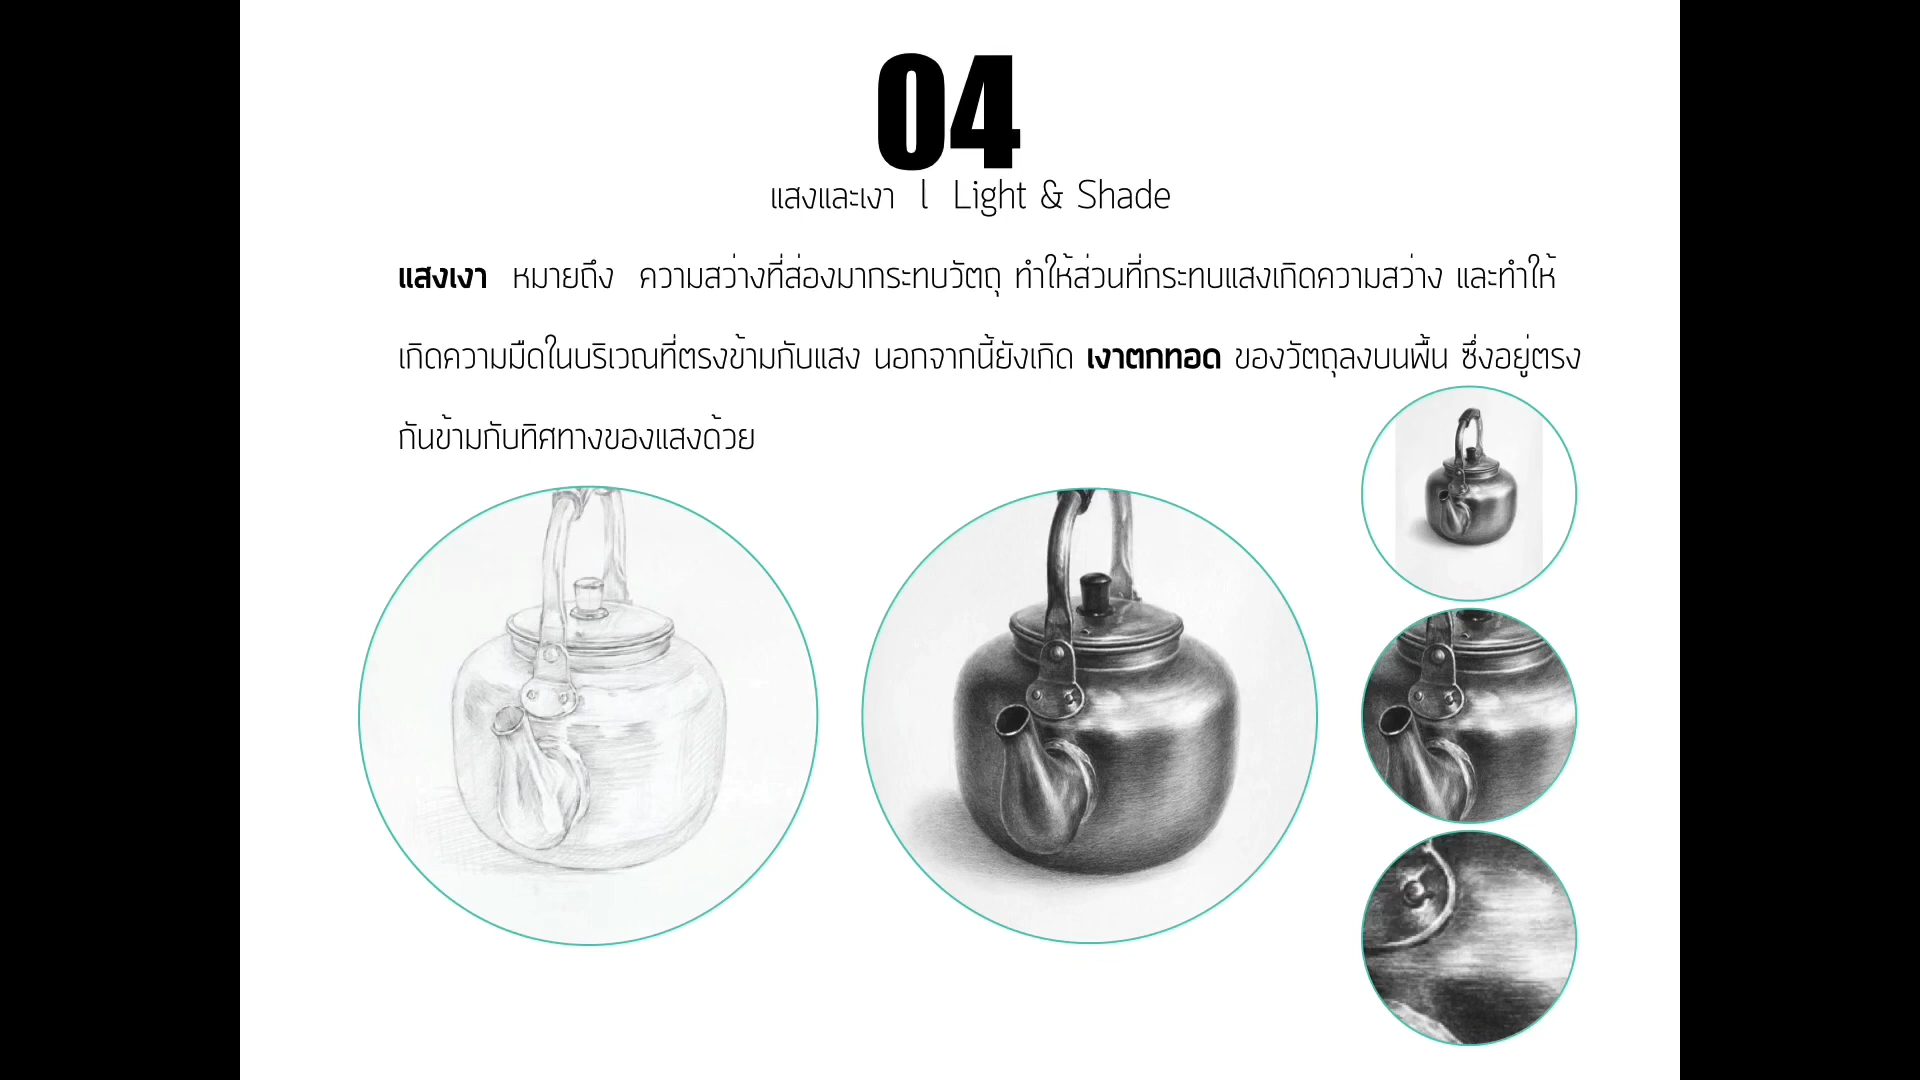 04
แสงและเงา l Light & Shade
แสงเงา หมายถึง ความสว่างที่ส่องมากระทบวัตถุ ทำให้ส่วนที่กระทบแสงเกิดความสว่าง และทำให้
เกิดความมืดในบริเวณที่ตรงข้ามกับแสง นอกจากนี้ยังเกิด เงาตกทอด ของวัตถุลงบนพื้น ซึ่งอยู่ตรง
กันข้ามกับทิศทางของแสงด้วย